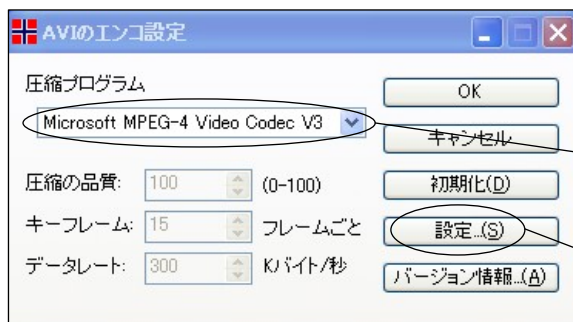 AVIのエンコ設定
圧縮プログラム
Microsoft MPEG-4 Video Codec V3
圧縮の品質: 100 (0-100)
キーフレーム: 15 フレームごと
データレート: 300 Kバイト/秒
OK
キャンセル
初期化(D)
設定...(S)
バージョン情報...(A)